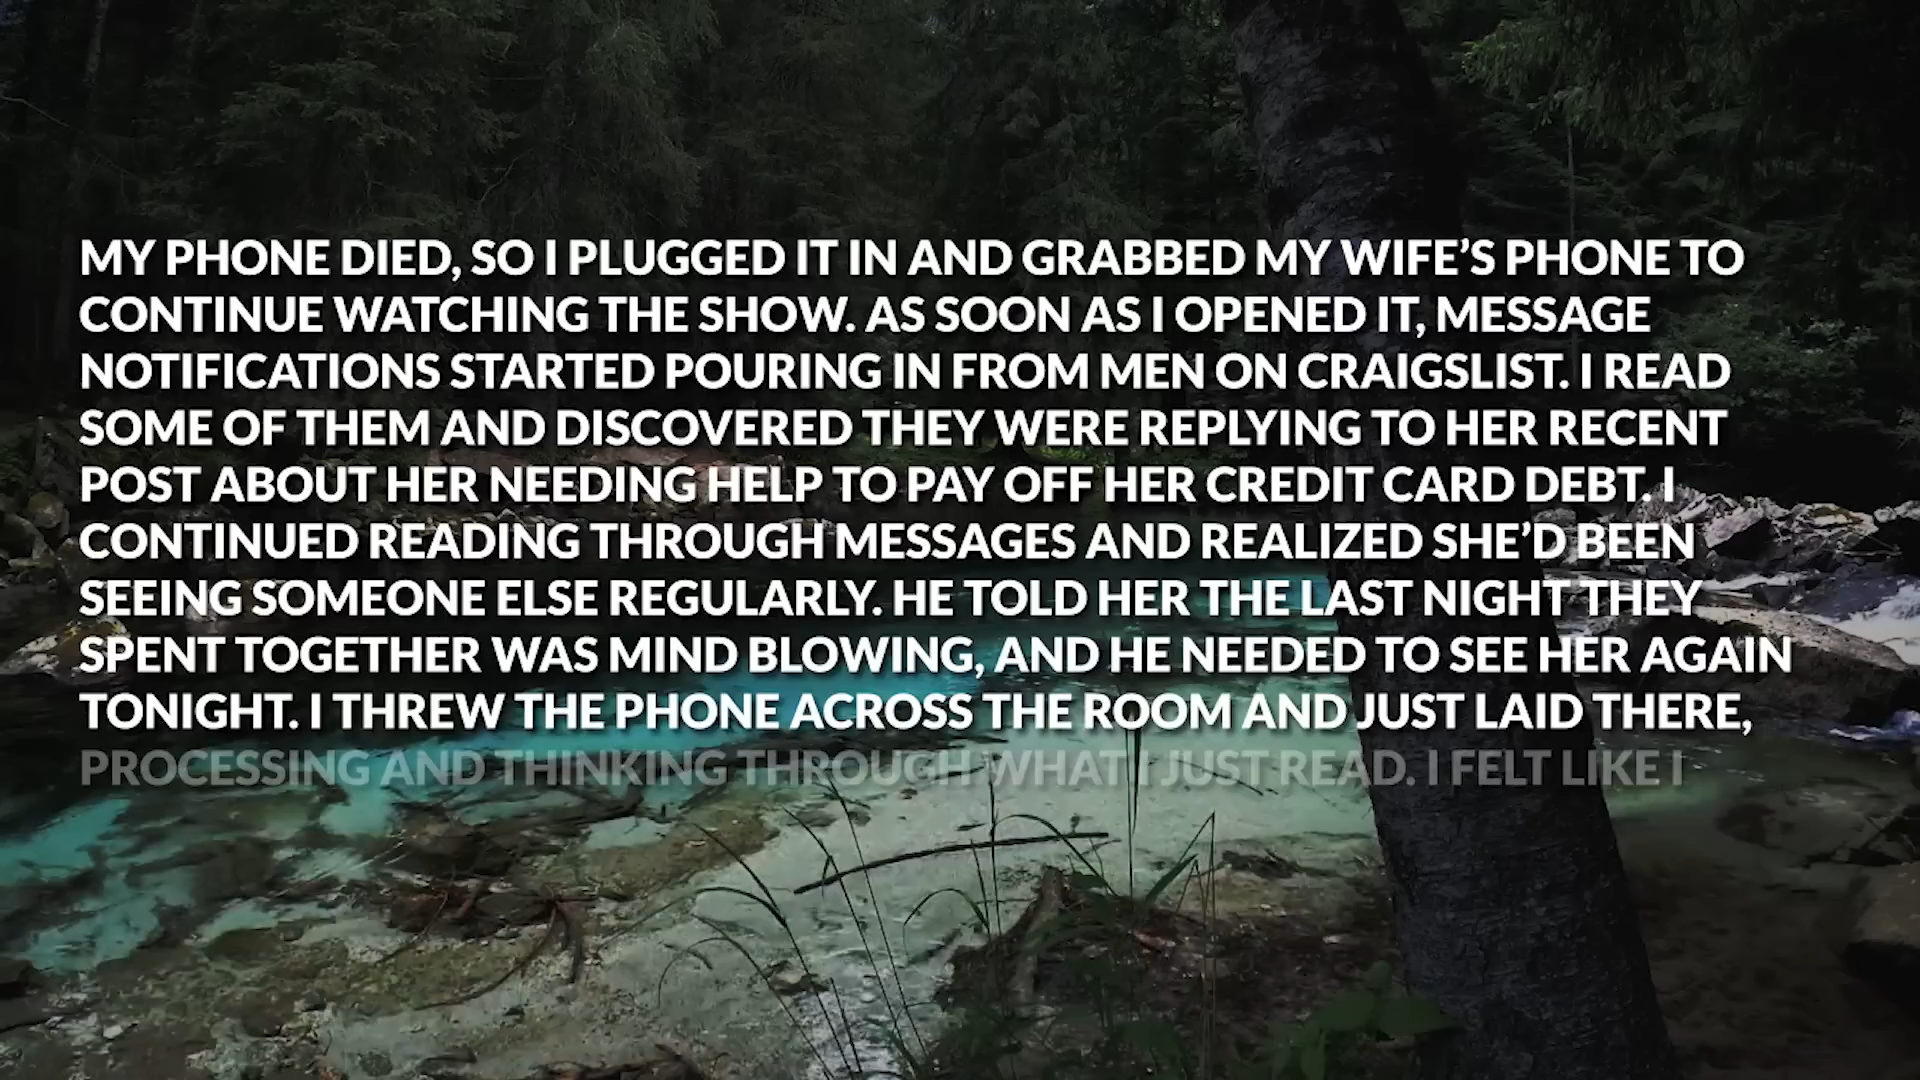 MY PHONE DIED, SO I PLUGGED IT IN AND GRABBED MY WIFE’S PHONE TO
CONTINUE WATCHING THE SHOW. AS SOON AS I OPENED IT, MESSAGE
NOTIFICATIONS STARTED POURING IN FROM MEN ON CRAIGSLIST. I READ
SOME OF THEM AND DISCOVERED THEY WERE REPLYING TO HER RECENT
POST ABOUT HER NEEDING HELP TO PAY OFF HER CREDIT CARD DEBT. I
CONTINUED READING THROUGH MESSAGES AND REALIZED SHE’D BEEN
SEEING SOMEONE ELSE REGULARLY. HE TOLD HER THE LAST NIGHT THEY
SPENT TOGETHER WAS MIND BLOWING, AND HE NEEDED TO SEE HER AGAIN
TONIGHT. I THREW THE PHONE ACROSS THE ROOM AND JUST LAID THERE,
PROCESSING AND THINKING THROUGH WHAT I JUST READ. I FELT LIKE I